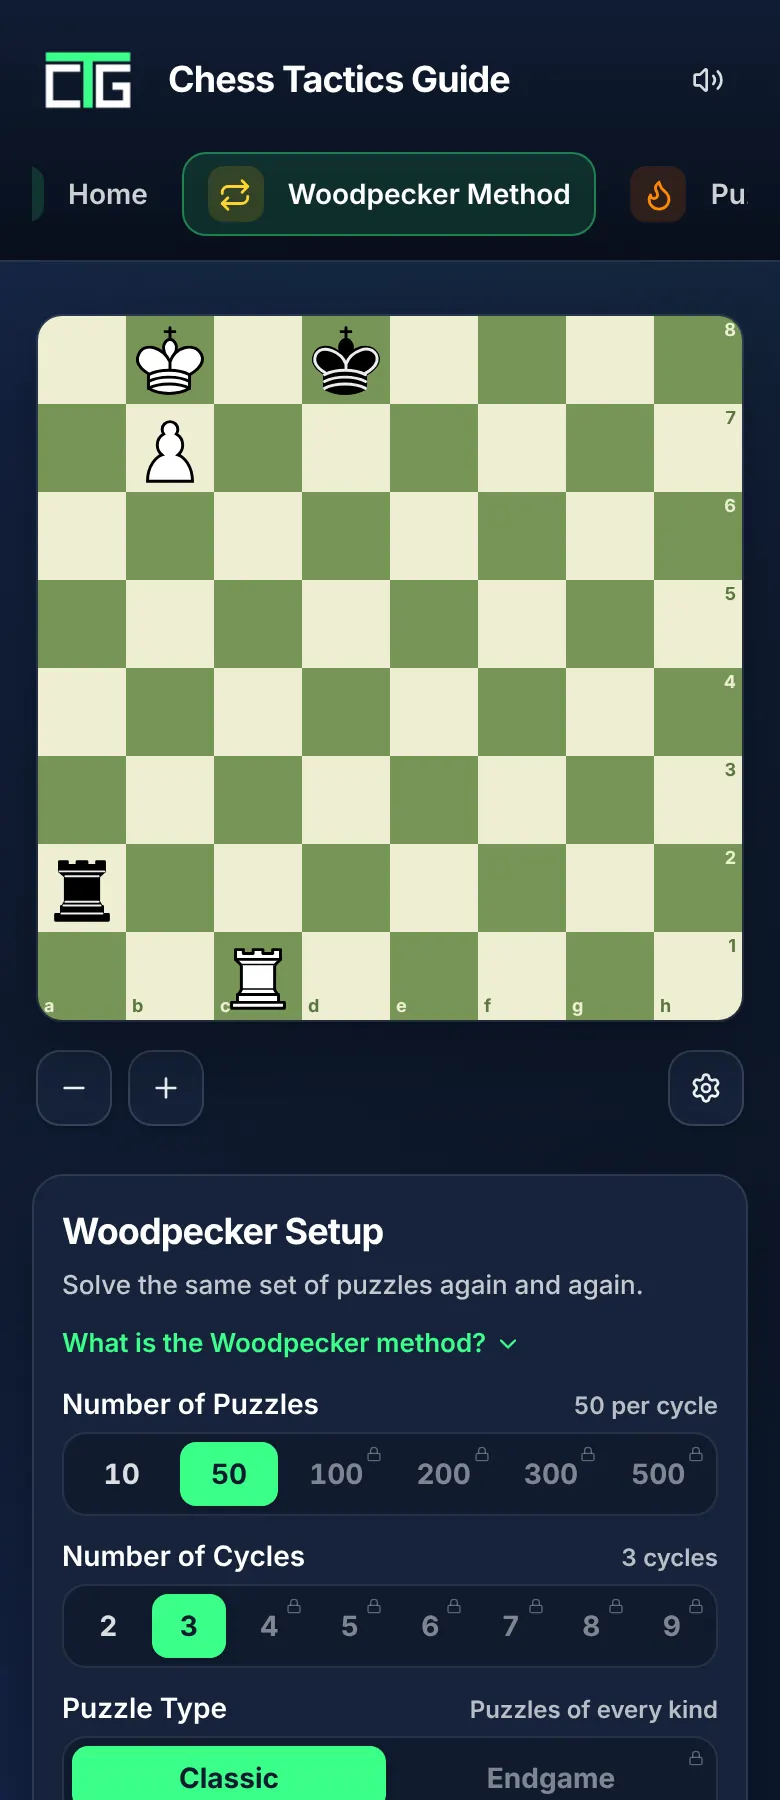 CTG Chess Tactics Guide
Home Woodpecker Method Pu.
8
7
6
5
4
3
2
1
a b c d e f g h
Woodpecker Setup
Solve the same set of puzzles again and again.
What is the Woodpecker method?
Number of Puzzles 50 per cycle
10 50 100 200 300 500
Number of Cycles 3 cycles
2 3 4 5 6 7 8 9
Puzzle Type Puzzles of every kind
Classic Endgame